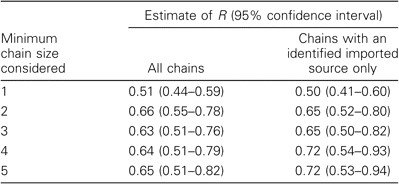 Estimate of R (95% confidence interval)
Minimum
chain size
considered
All chains
Chains with an
identified imported
source only
1 0.51 (0.44–0.59) 0.50 (0.41–0.60)
2 0.66 (0.55–0.78) 0.65 (0.52–0.80)
3 0.63 (0.51–0.76) 0.65 (0.50–0.82)
4 0.64 (0.51–0.79) 0.72 (0.54–0.93)
5 0.65 (0.51–0.82) 0.72 (0.53–0.94)